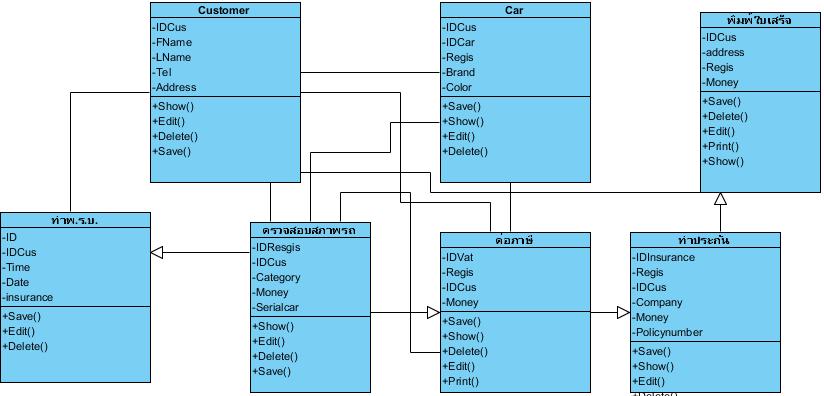 Customer
-IDCus
-FName
-LName
-Tel
-Address
+Show()
+Edit()
+Delete()
+Save()
Car
-IDCus
-IDCar
-Regis
-Brand
-Color
+Save()
+Show()
+Edit()
+Delete()
พิมพ์ใบเสร็จ
-IDCus
-address
-Regis
-Money
+Save()
+Delete()
+Edit()
+Print()
+Show()
ทำพ.ร.บ.
-ID
-IDCus
-Time
-Date
-insurance
+Save()
+Edit()
+Delete()
ตรวจสอบสภาพรถ
-IDResgis
-IDCus
-Category
-Money
-Serialcar
+Show()
+Edit()
+Delete()
+Save()
ต่อภาษี
-IDVat
-Regis
-IDCus
-Money
+Save()
+Show()
+Delete()
+Edit()
+Print()
ทำประกัน
-IDInsurance
-Regis
-IDCus
-Company
-Money
-Policynumber
+Save()
+Show()
+Edit()
+Delete()